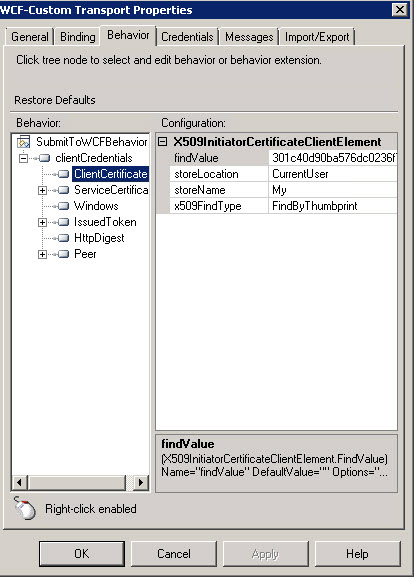 WCF-Custom Transport Properties
General Binding Behavior Credentials Messages Import/Export
Click tree node to select and edit behavior or behavior extension.
Restore Defaults
Behavior:
SubmitToWCFBehavior
clientCredentials
ClientCertificate
ServiceCertifica
Windows
IssuedToken
HttpDigest
Peer
Configuration:
X509InitiatorCertificateClientElement
findValue 301c40d90ba576dc0236f
storeLocation CurrentUser
storeName My
x509FindType FindByThumbprint
findValue
(X509InitiatorCertificateClientElement.FindValue)
Name="findValue" DefaultValue="" Options="...
Right-click enabled
OK Cancel Apply Help